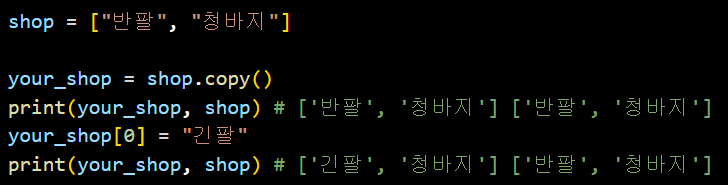 shop = ["반팔", "청바지"]
your_shop = shop.copy()
print(your_shop, shop) # ['반팔', '청바지'] ['반팔', '청바지']
your_shop[0] = "긴팔"
print(your_shop, shop) # ['긴팔', '청바지'] ['반팔', '청바지']